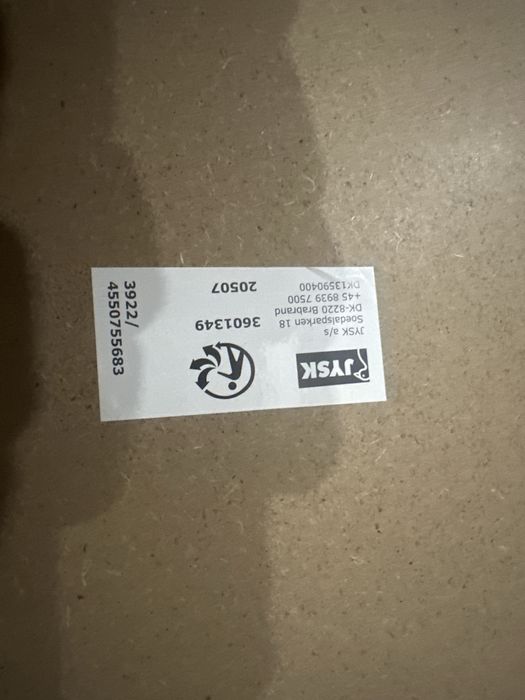 JYSK
JYSK a/s
Soedalsparken 18
DK-8220 Brabrand
+45 8939 7500
DK13590400
3601349
20507
3922/
4550755683